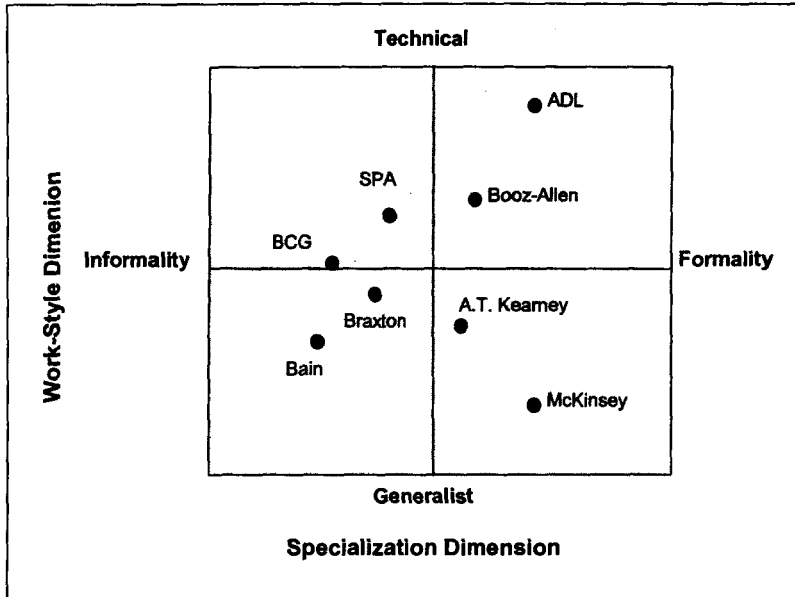 Technical
ADL
SPA
Booz-Allen
BCG
Informality
Formality
Work-Style Dimenion
A.T. Kearney
Braxton
Bain
McKinsey
Generalist
Specialization Dimension